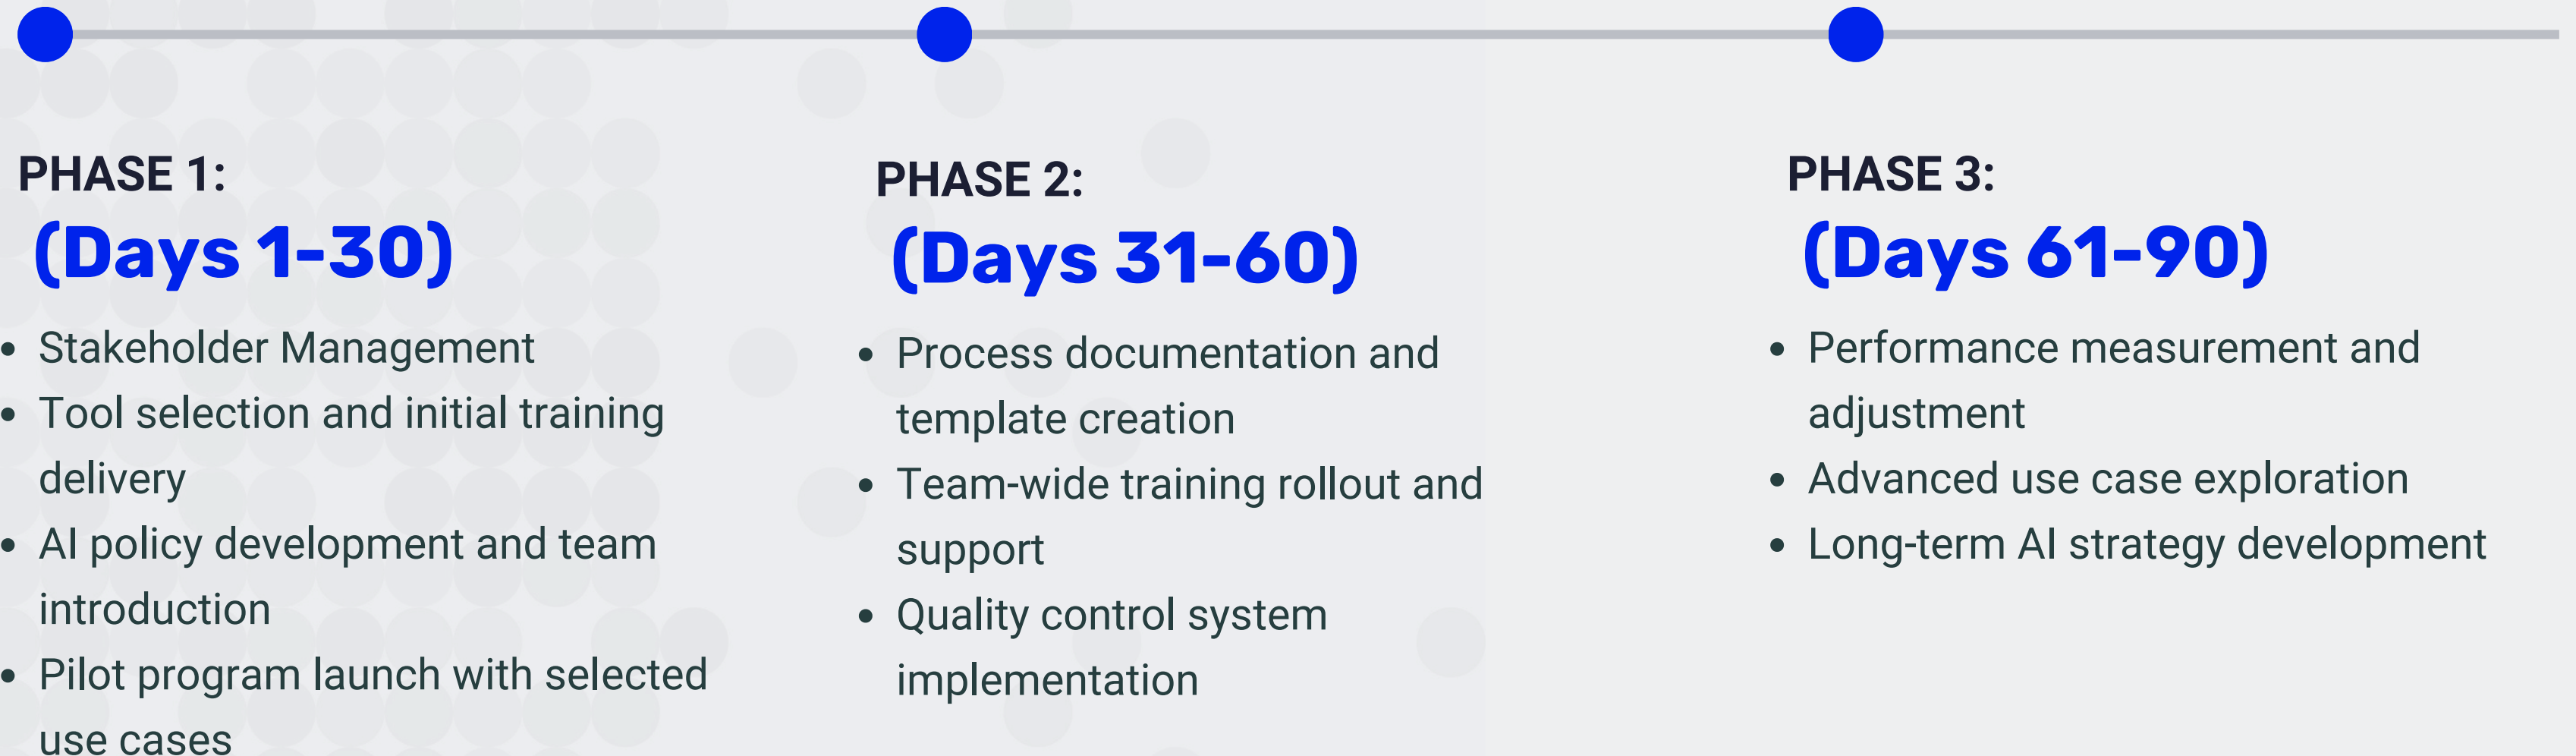 PHASE 1:
(Days 1-30)
• Stakeholder Management
• Tool selection and initial training
delivery
• AI policy development and team
introduction
• Pilot program launch with selected
use cases
PHASE 2:
(Days 31-60)
• Process documentation and
template creation
• Team-wide training rollout and
support
• Quality control system
implementation
PHASE 3:
(Days 61-90)
• Performance measurement and
adjustment
• Advanced use case exploration
• Long-term AI strategy development